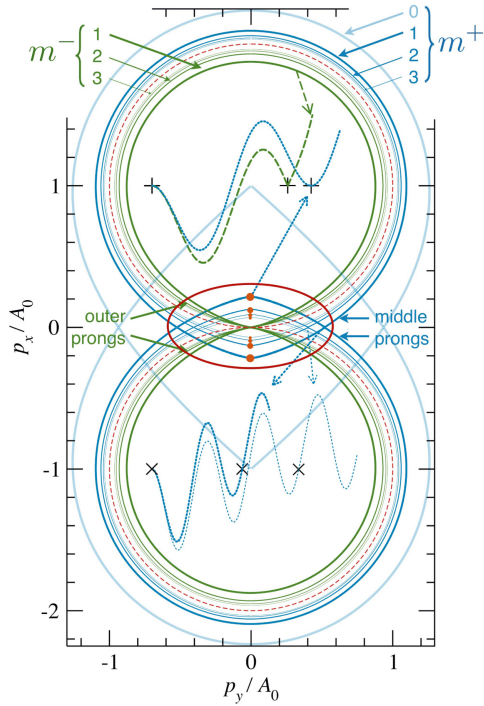 0
m⁻ { 1 1 } m⁺
2 2
3 3
1
outer middle
prongs prongs
0
-1
-2
-1 0 1
p_x / A_0
p_y / A_0